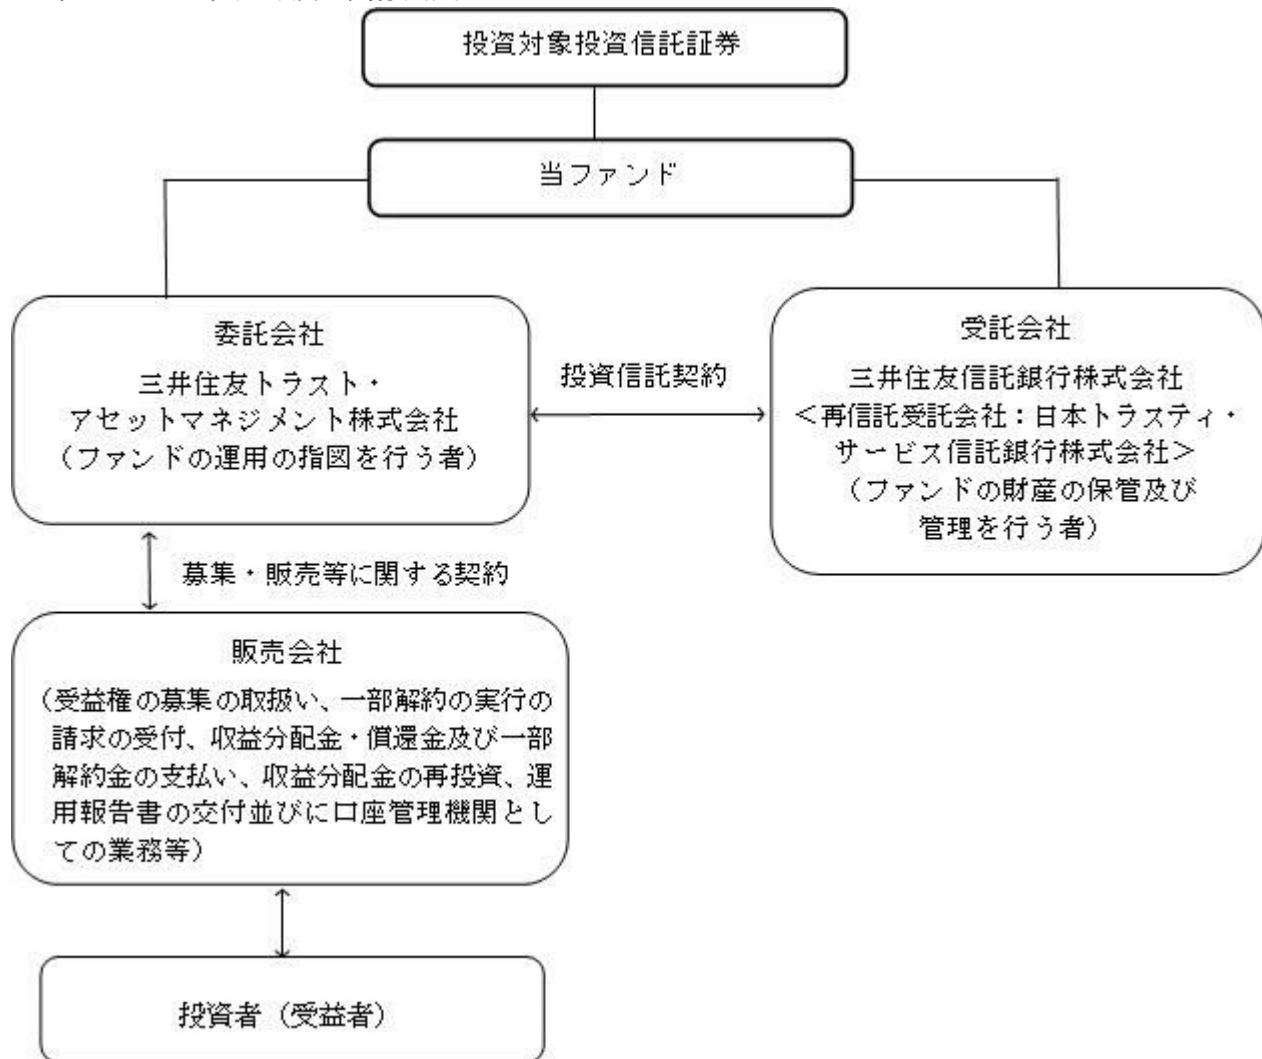 投資対象投資信託証券
当ファンド
委託会社
三井住友トラスト・
アセットマネジメント株式会社
（ファンドの運用の指図を行う者）
投資信託契約
受託会社
三井住友信託銀行株式会社
＜再信託受託会社：日本トラスティ・
サービス信託銀行株式会社＞
（ファンドの財産の保管及び
管理を行う者）
募集・販売等に関する契約
販売会社
（受益権の募集の取扱い、一部解約の実行の
請求の受付、収益分配金・償還金及び一部
解約金の支払い、収益分配金の再投資、運
用報告書の交付並びに口座管理機関とし
ての業務等）
投資者（受益者）